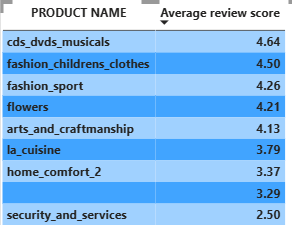 PRODUCT NAME Average review score
cds_dvds_musicals 4.64
fashion_childrens_clothes 4.50
fashion_sport 4.26
flowers 4.21
arts_and_craftmanship 4.13
la_cuisine 3.79
home_comfort_2 3.37
3.29
security_and_services 2.50